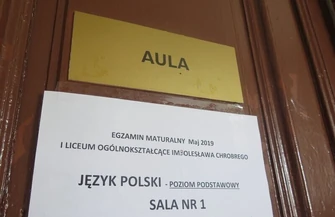 AULA
EGZAMIN MATURALNY Maj 2019
I LICEUM OGÓLNOKSZTAŁCĄCE IM.BOLESŁAWA CHROBREGO
JĘZYK POLSKI - POZIOM PODSTAWOWY
SALA NR 1